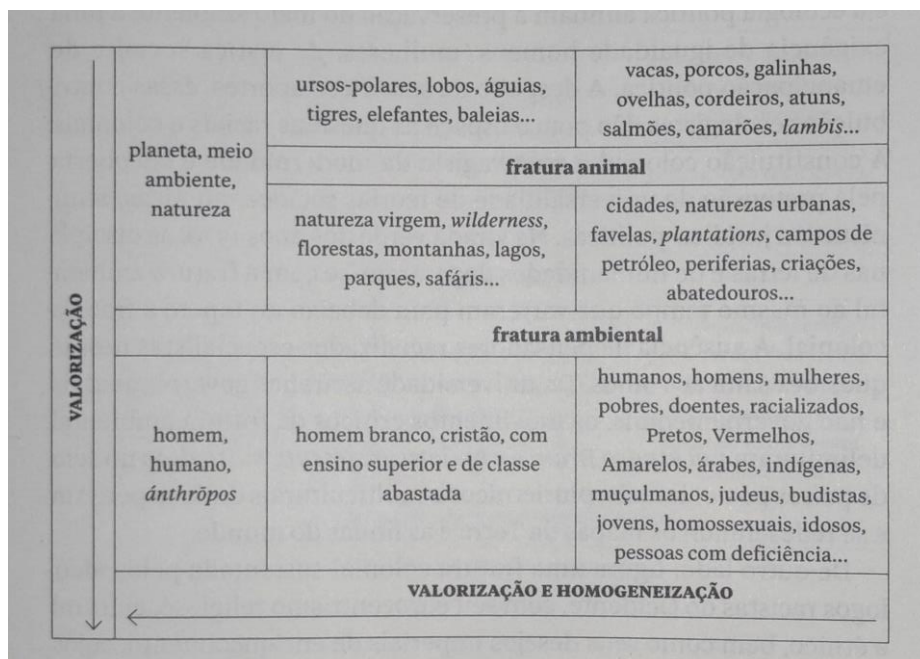 ursos-polares, lobos, águias,
tigres, elefantes, baleias...
vacas, porcos, galinhas,
ovelhas, cordeiros, atuns,
salmões, camarões, lambis...
planeta, meio
ambiente,
natureza
fratura animal
natureza virgem, wilderness,
florestas, montanhas, lagos,
parques, safáris...
cidades, naturezas urbanas,
favelas, plantations, campos de
petróleo, periferias, criações,
abatedouros...
VALORIZAÇÃO
fratura ambiental
homem,
humano,
ánthrōpos
homem branco, cristão, com
ensino superior e de classe
abastada
humanos, homens, mulheres,
pobres, doentes, racializados,
Pretos, Vermelhos,
Amarelos, árabes, indígenas,
muçulmanos, judeus, budistas,
jovens, homossexuais, idosos,
pessoas com deficiência...
VALORIZAÇÃO E HOMOGENEIZAÇÃO